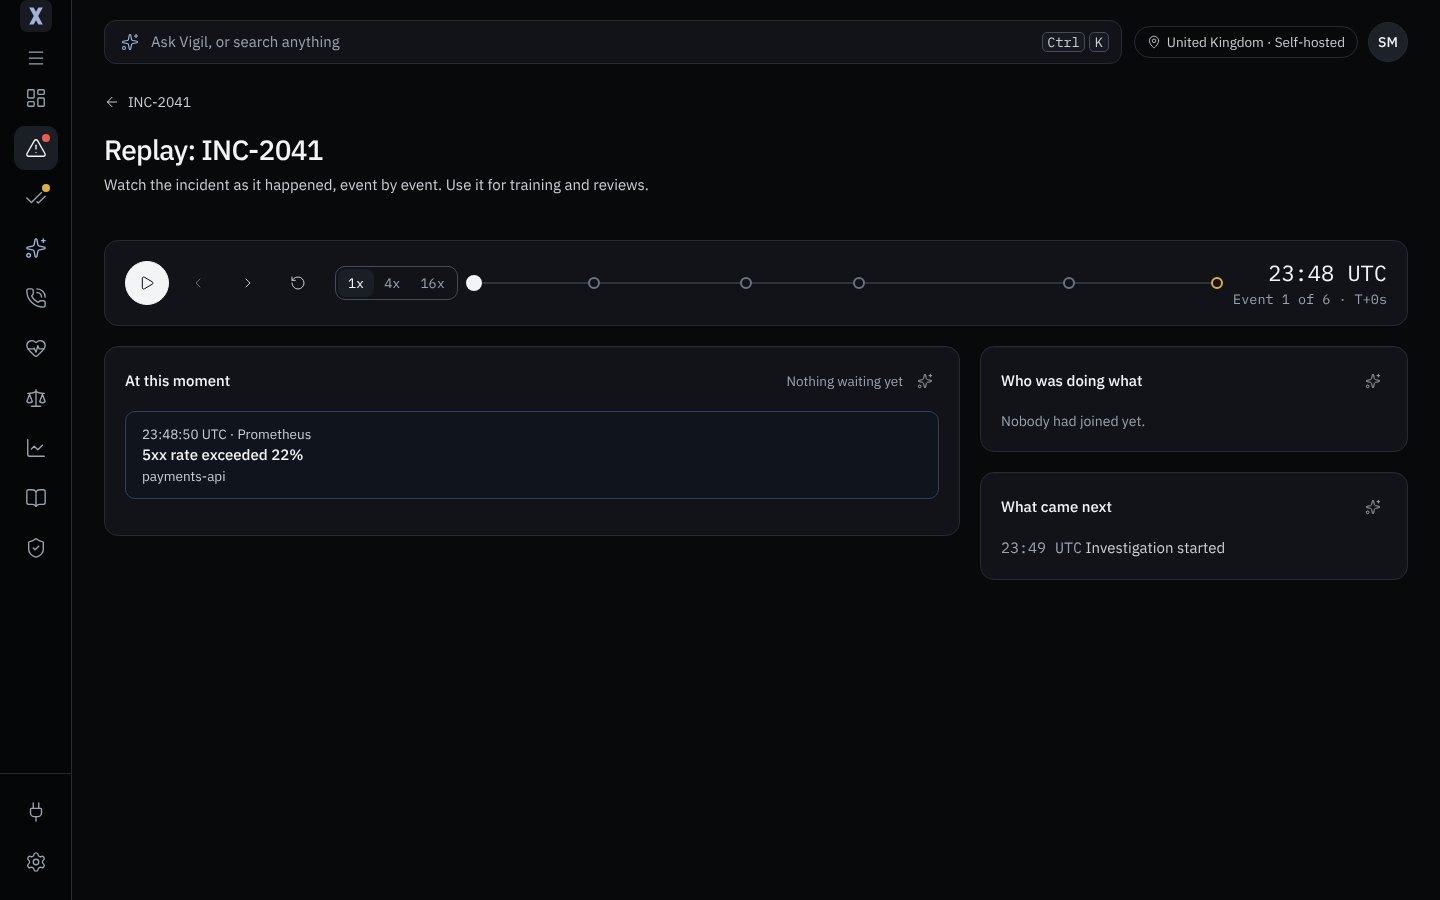 X
Ask Vigil, or search anything
Ctrl K
United Kingdom · Self-hosted
SM
INC-2041
Replay: INC-2041
Watch the incident as it happened, event by event. Use it for training and reviews.
1x 4x 16x
23:48 UTC
Event 1 of 6 · T+0s
At this moment
Nothing waiting yet
23:48:50 UTC · Prometheus
5xx rate exceeded 22%
payments-api
Who was doing what
Nobody had joined yet.
What came next
23:49 UTC Investigation started